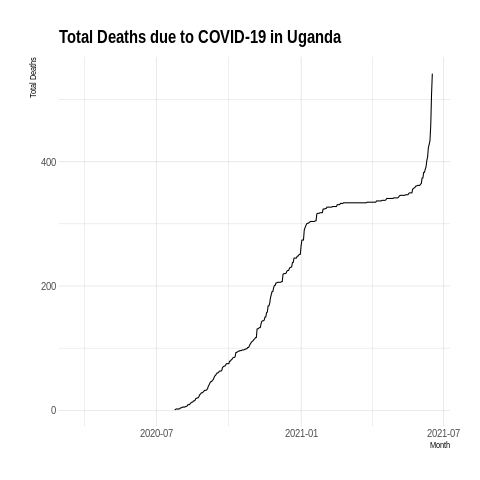 Total Deaths due to COVID-19 in Uganda
Total Deaths
400
200
0
2020-07
2021-01
2021-07
Month